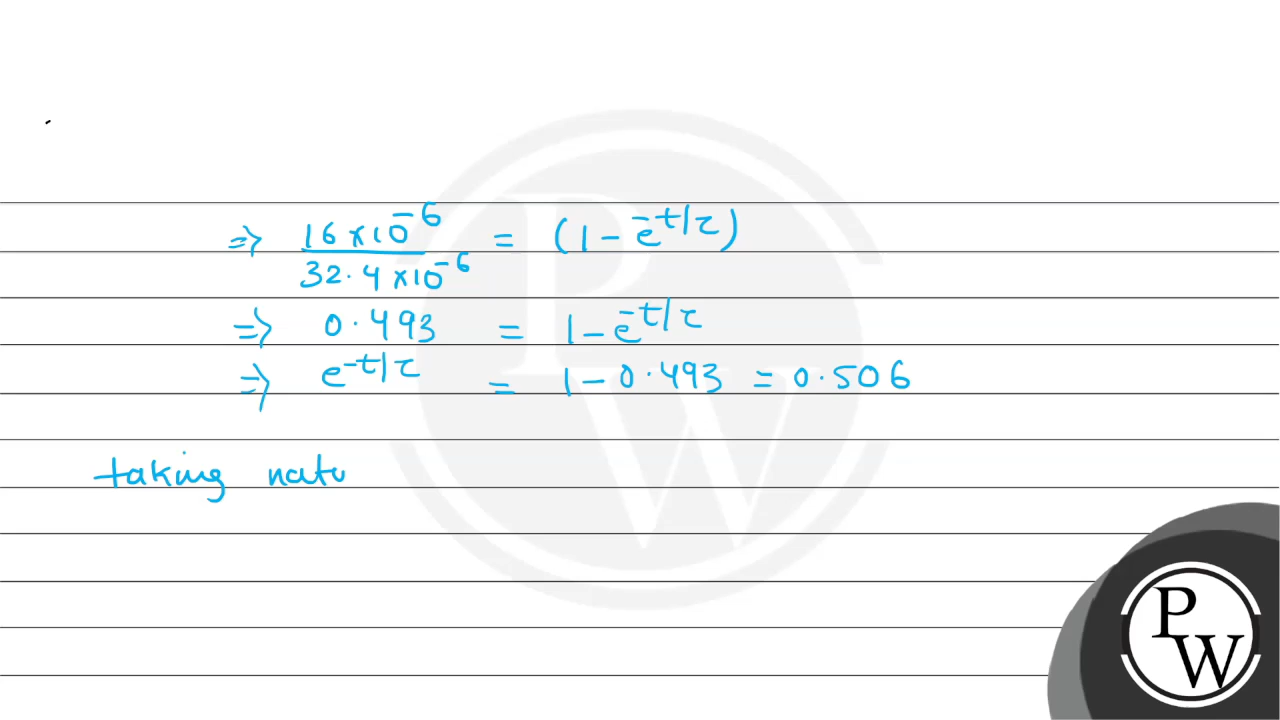 ⇒ 16×10⁻⁶ / 32.4×10⁻⁶ = (1 - e^-t/τ)
⇒ 0.493 = 1 - e^-t/τ
⇒ e^-t/τ = 1 - 0.493 = 0.506
taking natu
P
W
P
W